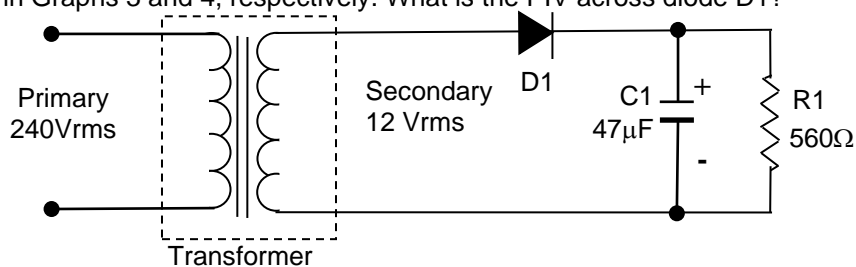 in Graphs 3 and 4, respectively. What is the PIV across diode D1?
Primary
240Vrms
Secondary
12 Vrms
D1
C1
47μF
+
-
R1
560Ω
Transformer